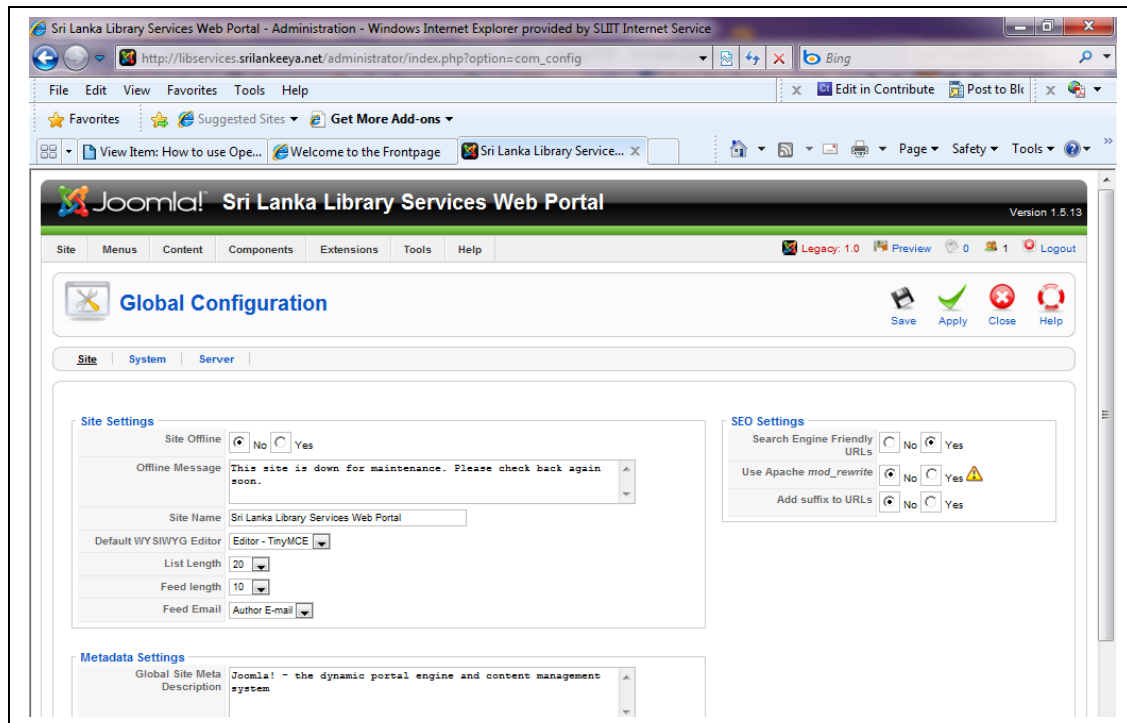 Sri Lanka Library Services Web Portal - Administration - Windows Internet Explorer provided by SLIIT Internet Service
http://libservices.srilankeeya.net/administrator/index.php?option=com_config
Bing
File Edit View Favorites Tools Help
Edit in Contribute Post to Blo
Favorites Suggested Sites Get More Add-ons
View Item: How to use Ope... Welcome to the Frontpage Sri Lanka Library Service... Page Safety Tools
Joomla! Sri Lanka Library Services Web Portal
Version 1.5.13
Site Menus Content Components Extensions Tools Help Legacy: 1.0 Preview 0 1 Logout
Global Configuration
Save Apply Close Help
Site System Server
Site Settings
Site Offline No Yes
Offline Message This site is down for maintenance. Please check back again
soon.
Site Name Sri Lanka Library Services Web Portal
Default WYSIWYG Editor Editor - TinyMCE
List Length 20
Feed length 10
Feed Email Author E-mail
SEO Settings
Search Engine Friendly
URLs No Yes
Use Apache mod_rewrite No Yes
Add suffix to URLs No Yes
Metadata Settings
Global Site Meta
Description Joomla! - the dynamic portal engine and content management
system